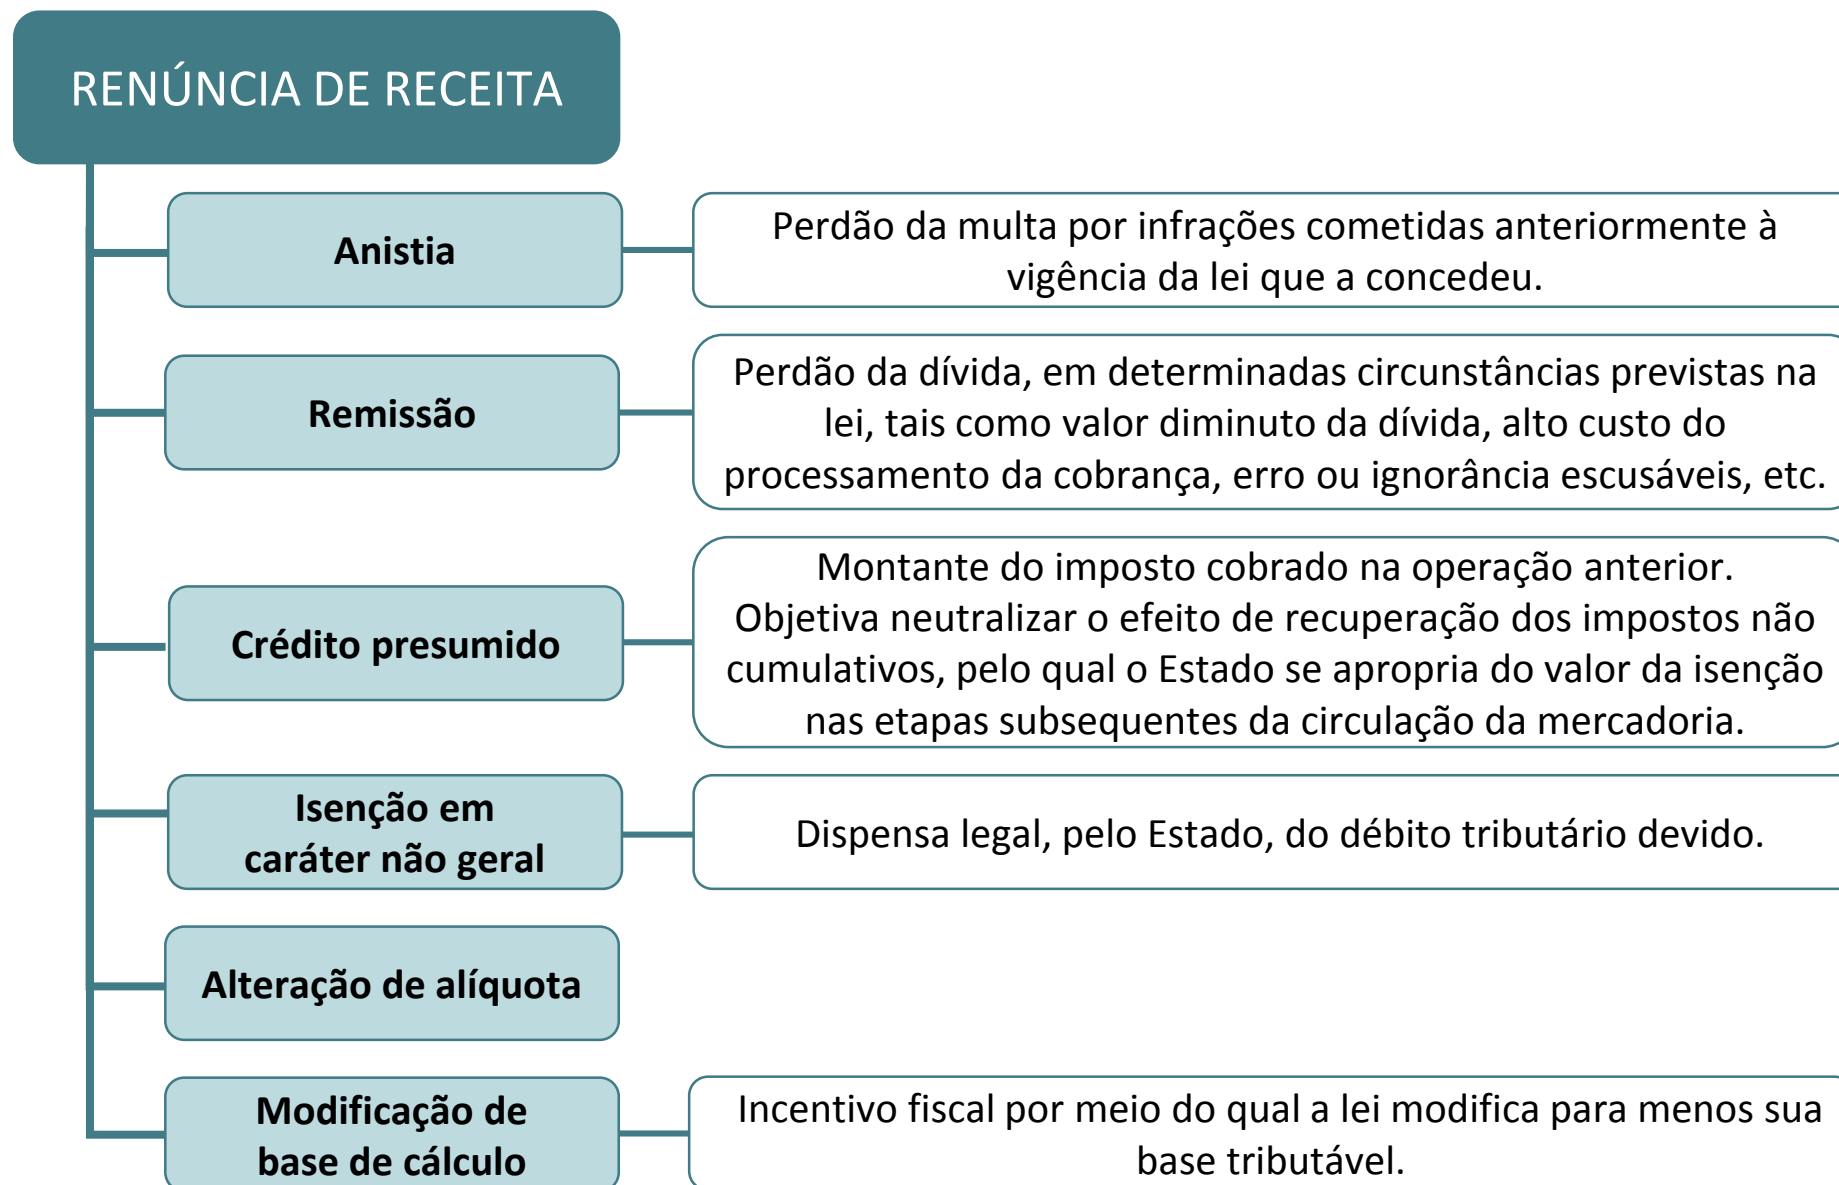 RENÚNCIA DE RECEITA
Anistia
Perdão da multa por infrações cometidas anteriormente à
vigência da lei que a concedeu.
Remissão
Perdão da dívida, em determinadas circunstâncias previstas na
lei, tais como valor diminuto da dívida, alto custo do
processamento da cobrança, erro ou ignorância escusáveis, etc.
Crédito presumido
Montante do imposto cobrado na operação anterior.
Objetiva neutralizar o efeito de recuperação dos impostos não
cumulativos, pelo qual o Estado se apropria do valor da isenção
nas etapas subsequentes da circulação da mercadoria.
Isenção em
caráter não geral
Dispensa legal, pelo Estado, do débito tributário devido.
Alteração de alíquota
Modificação de
base de cálculo
Incentivo fiscal por meio do qual a lei modifica para menos sua
base tributável.